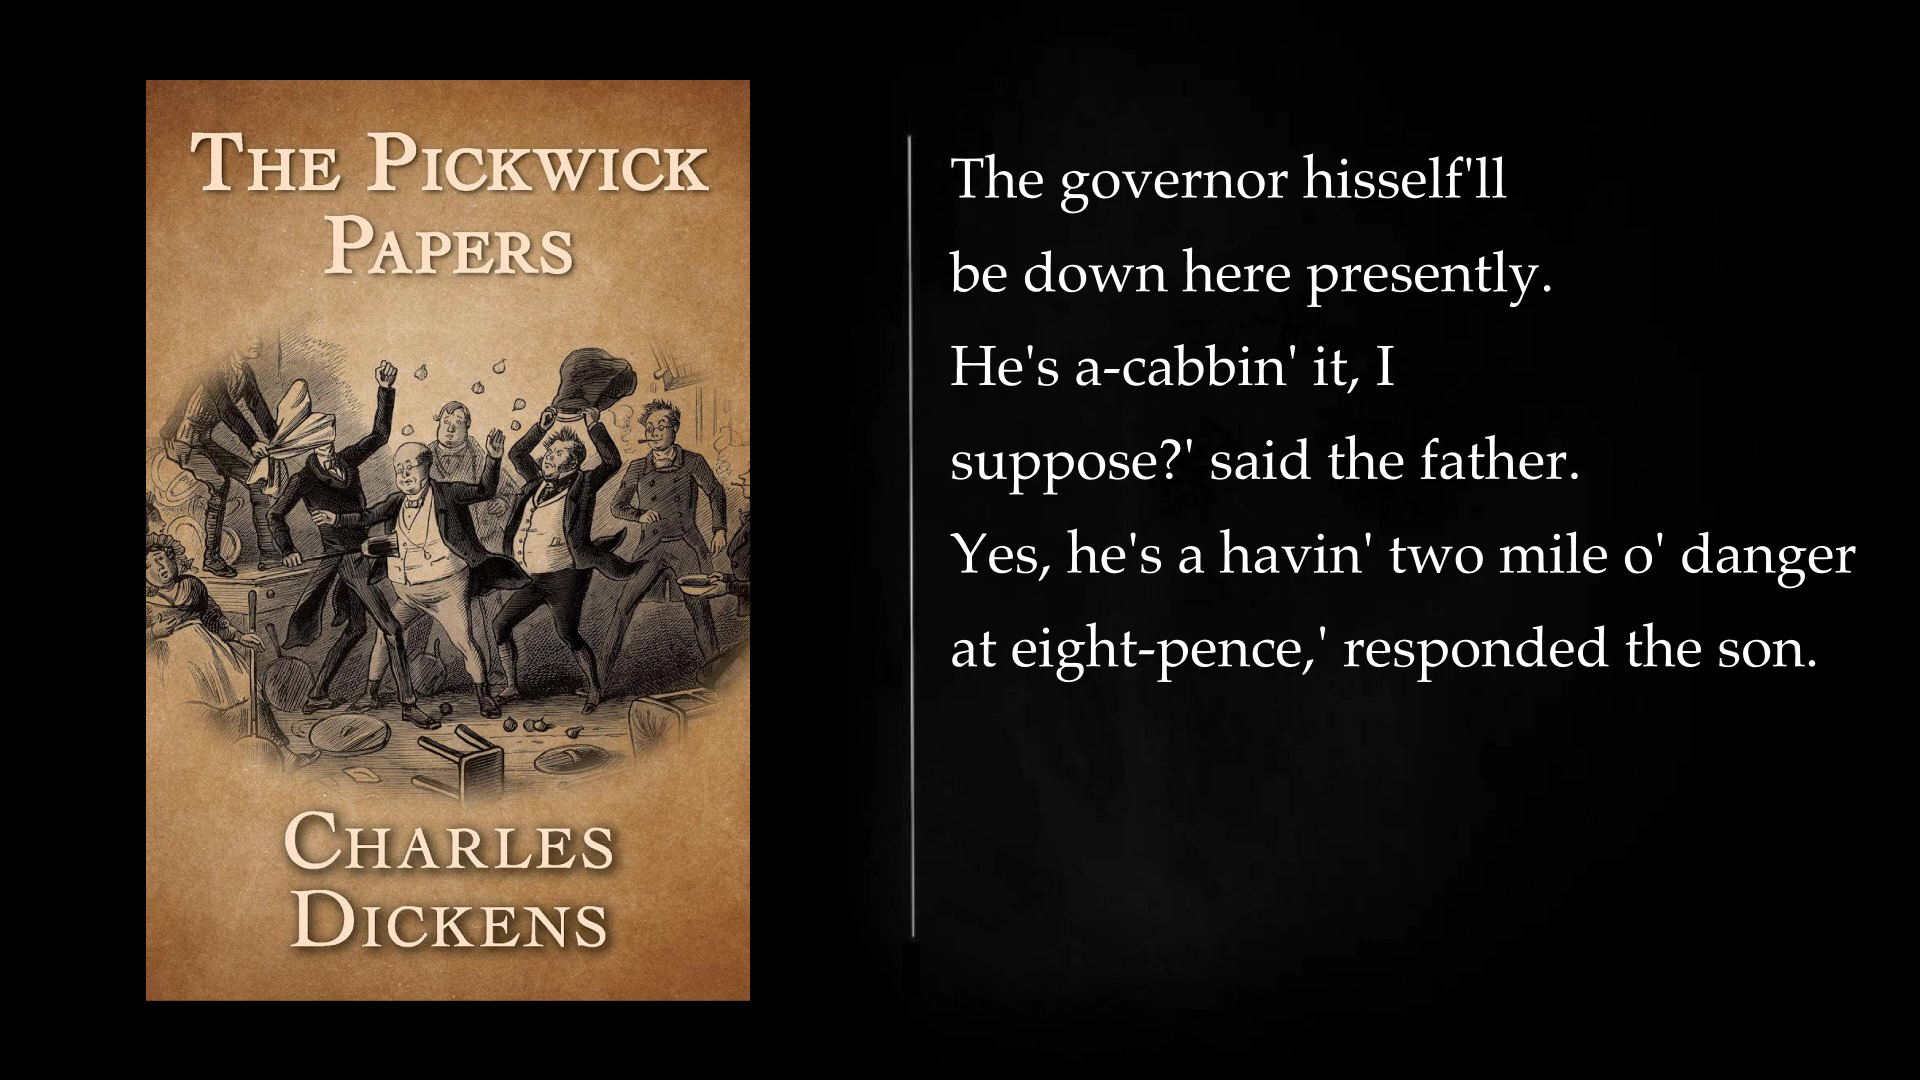 THE PICKWICK
PAPERS
CHARLES
DICKENS
The governor hisself'll
be down here presently.
He's a-cabbin' it, I
suppose?' said the father.
Yes, he's a havin' two mile o' danger
at eight-pence,' responded the son.